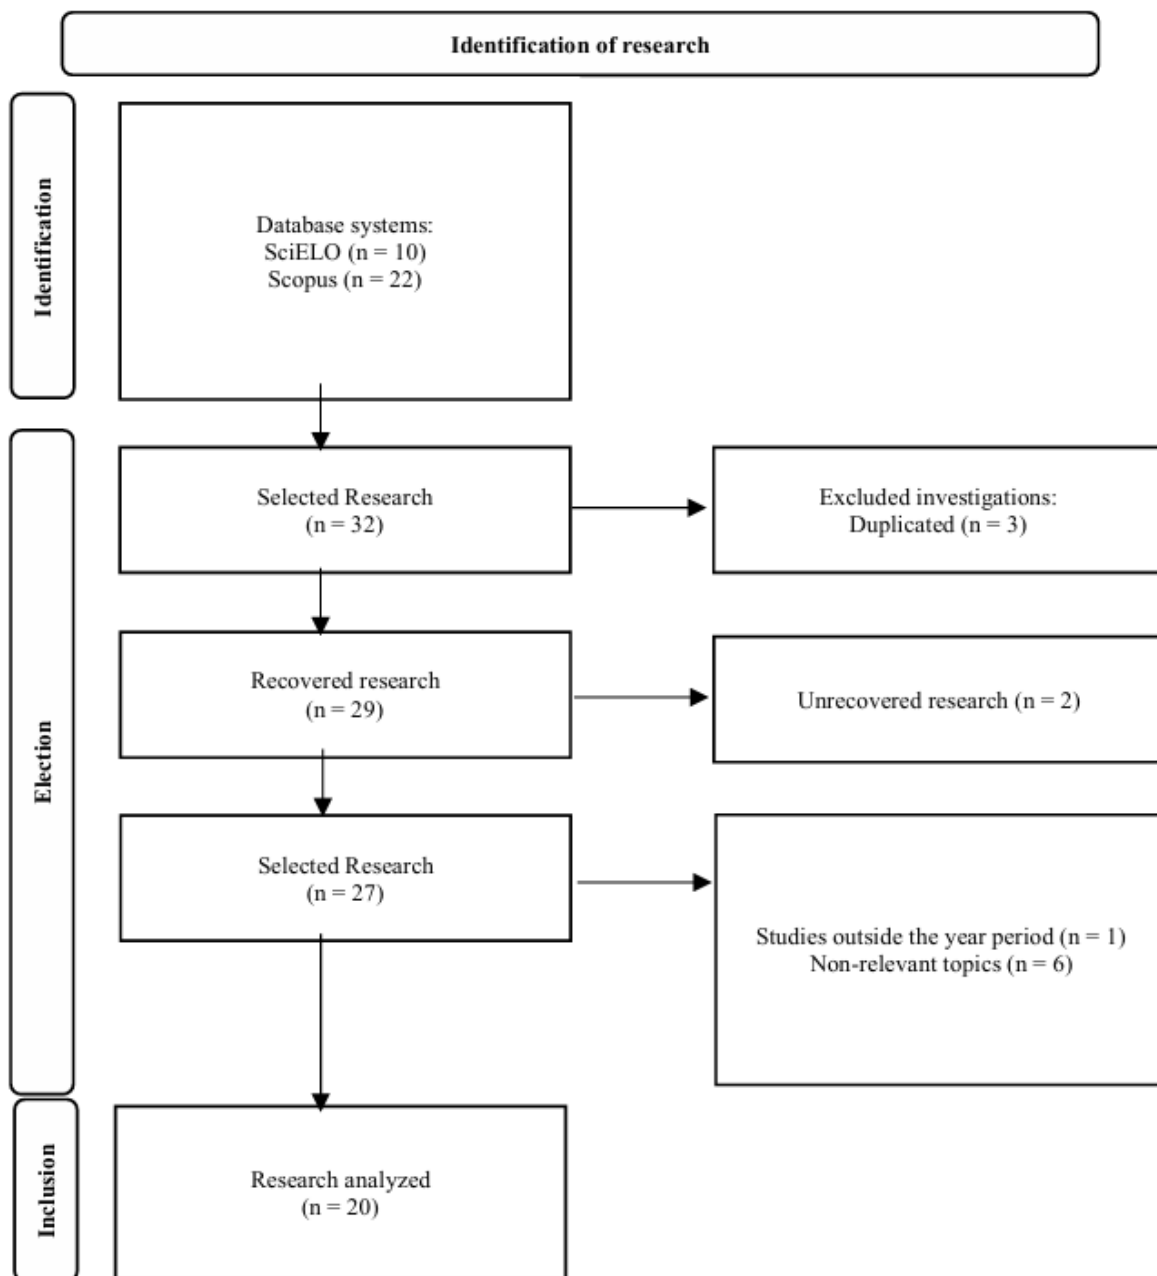 Identification of research
Identification
Database systems:
SciELO (n = 10)
Scopus (n = 22)
Election
Selected Research
(n = 32)
Excluded investigations:
Duplicated (n = 3)
Recovered research
(n = 29)
Unrecovered research (n = 2)
Selected Research
(n = 27)
Studies outside the year period (n = 1)
Non-relevant topics (n = 6)
Inclusion
Research analyzed
(n = 20)